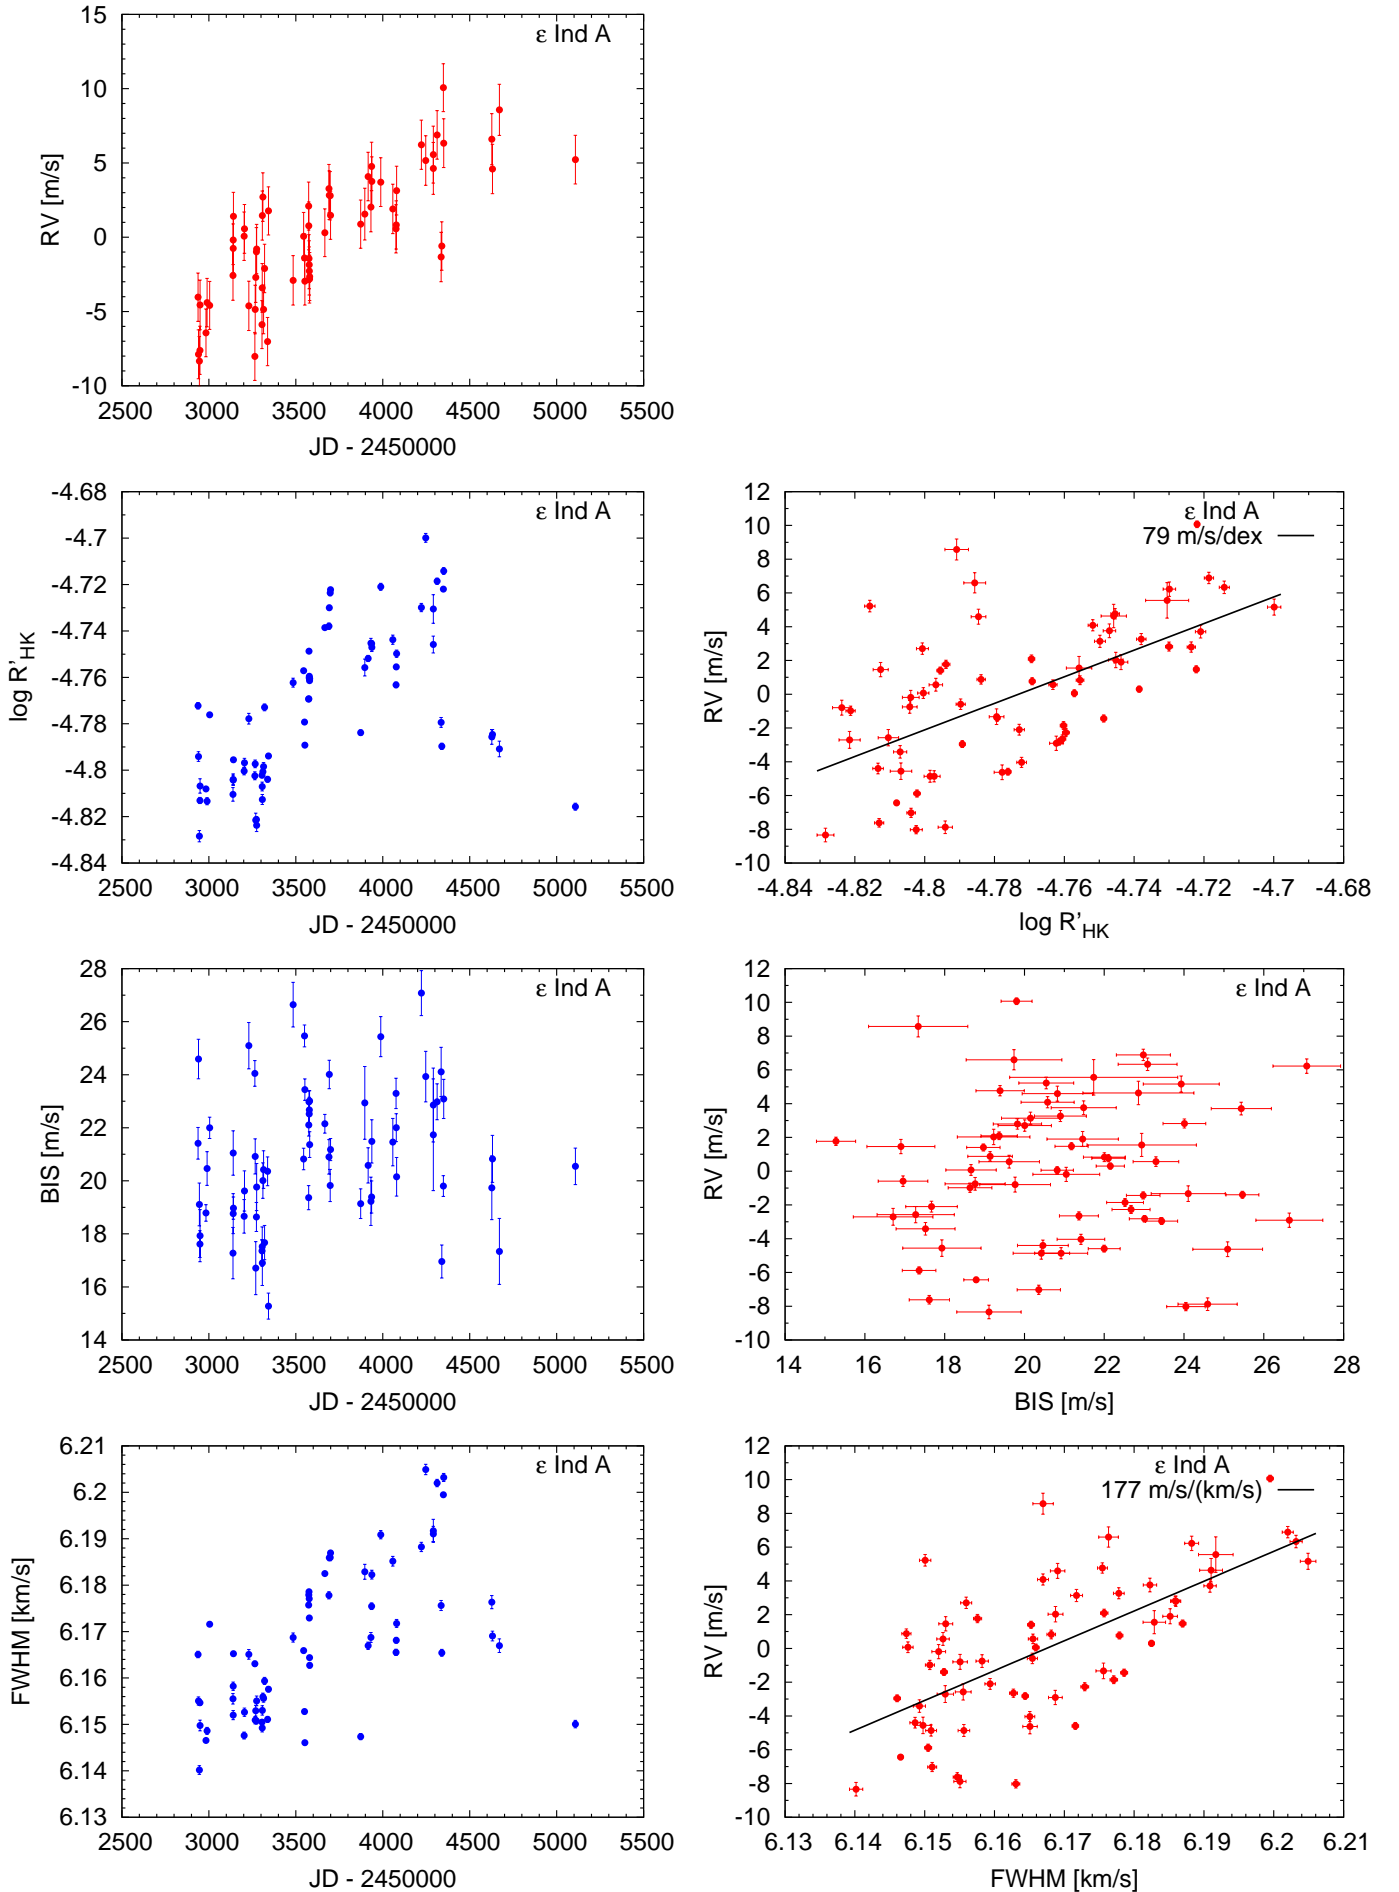 ε Ind A
RV [m/s]
15
10
5
0
-5
-10
2500 3000 3500 4000 4500 5000 5500
JD - 2450000
ε Ind A
log R'HK
-4.68
-4.7
-4.72
-4.74
-4.76
-4.78
-4.8
-4.82
-4.84
2500 3000 3500 4000 4500 5000 5500
JD - 2450000
ε Ind A
79 m/s/dex
RV [m/s]
12
10
8
6
4
2
0
-2
-4
-6
-8
-10
-4.84 -4.82 -4.8 -4.78 -4.76 -4.74 -4.72 -4.7 -4.68
log R'HK
ε Ind A
BIS [m/s]
28
26
24
22
20
18
16
14
2500 3000 3500 4000 4500 5000 5500
JD - 2450000
ε Ind A
RV [m/s]
12
10
8
6
4
2
0
-2
-4
-6
-8
-10
14 16 18 20 22 24 26 28
BIS [m/s]
ε Ind A
FWHM [km/s]
6.21
6.2
6.19
6.18
6.17
6.16
6.15
6.14
6.13
2500 3000 3500 4000 4500 5000 5500
JD - 2450000
ε Ind A
177 m/s/(km/s)
RV [m/s]
12
10
8
6
4
2
0
-2
-4
-6
-8
-10
6.13 6.14 6.15 6.16 6.17 6.18 6.19 6.2 6.21
FWHM [km/s]